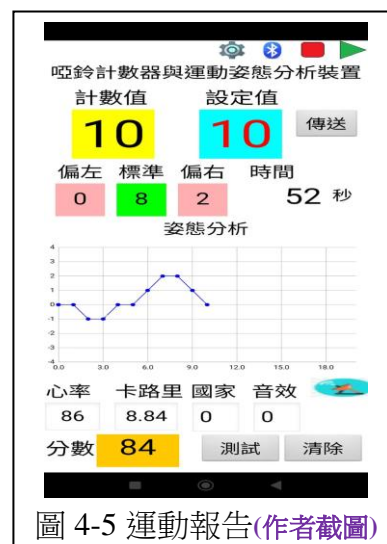 啞鈴計數器與運動姿態分析裝置
計數值 設定值
10 10 傳送
偏左 標準 偏右 時間
0 8 2 52 秒
姿態分析
4
3
2
1
0
-1
-2
-3
-4
0.0 3.0 6.0 9.0 12.0 15.0 18.0
心率 卡路里 國家 音效
86 8.84 0 0
分數 84 測試 清除
圖 4-5 運動報告(作者截圖)